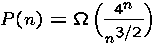 P(n) = Ω(4^n / n^{3/2})